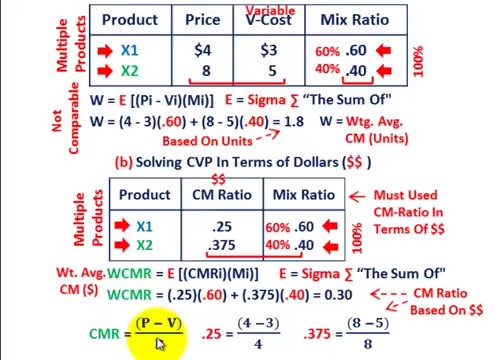 Variable
Product Price V-Cost Mix Ratio
Multiple Products
X1 $4 $3 60% .60
X2 8 5 40% .40
100%
W = E [(Pi - Vi)(Mi] E = Sigma ∑ "The Sum Of"
Not Comparable
W = (4 - 3)(.60) + (8 - 5)(.40) = 1.8 W = Wtg. Avg. CM (Units)
Based On Units
(b) Solving CVP In Terms of Dollars ($$ )
$$
Product CM Ratio Mix Ratio
Must Used CM-Ratio In Terms Of $$
Multiple Products
X1 .25 60% .60
X2 .375 40% .40
100%
Wt. Avg. CM ($)
WCMR = E [(CMRi)(Mi] E = Sigma ∑ "The Sum Of"
WCMR = (.25)(.60) + (.375)(.40) = 0.30
CM Ratio Based On $$
CMR = (P − V) .25 = (4 − 3)/4 .375 = (8 − 5)/8